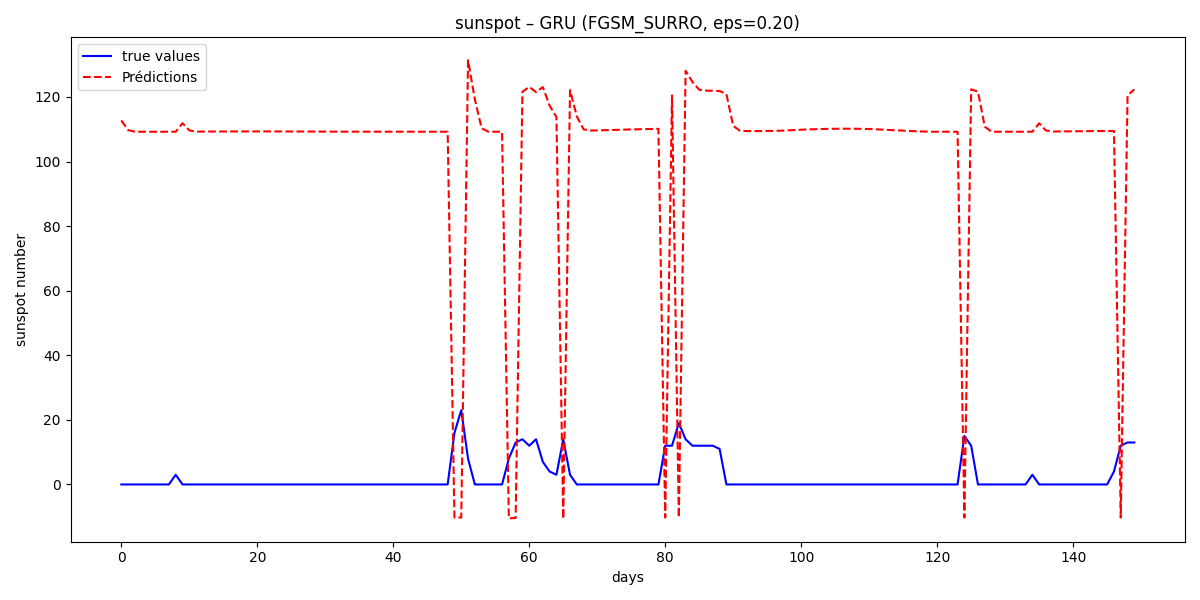 sunspot – GRU (FGSM_SURRO, eps=0.20)
true values
Prédictions
sunspot number
120
100
80
60
40
20
0
0 20 40 60 80 100 120 140
days